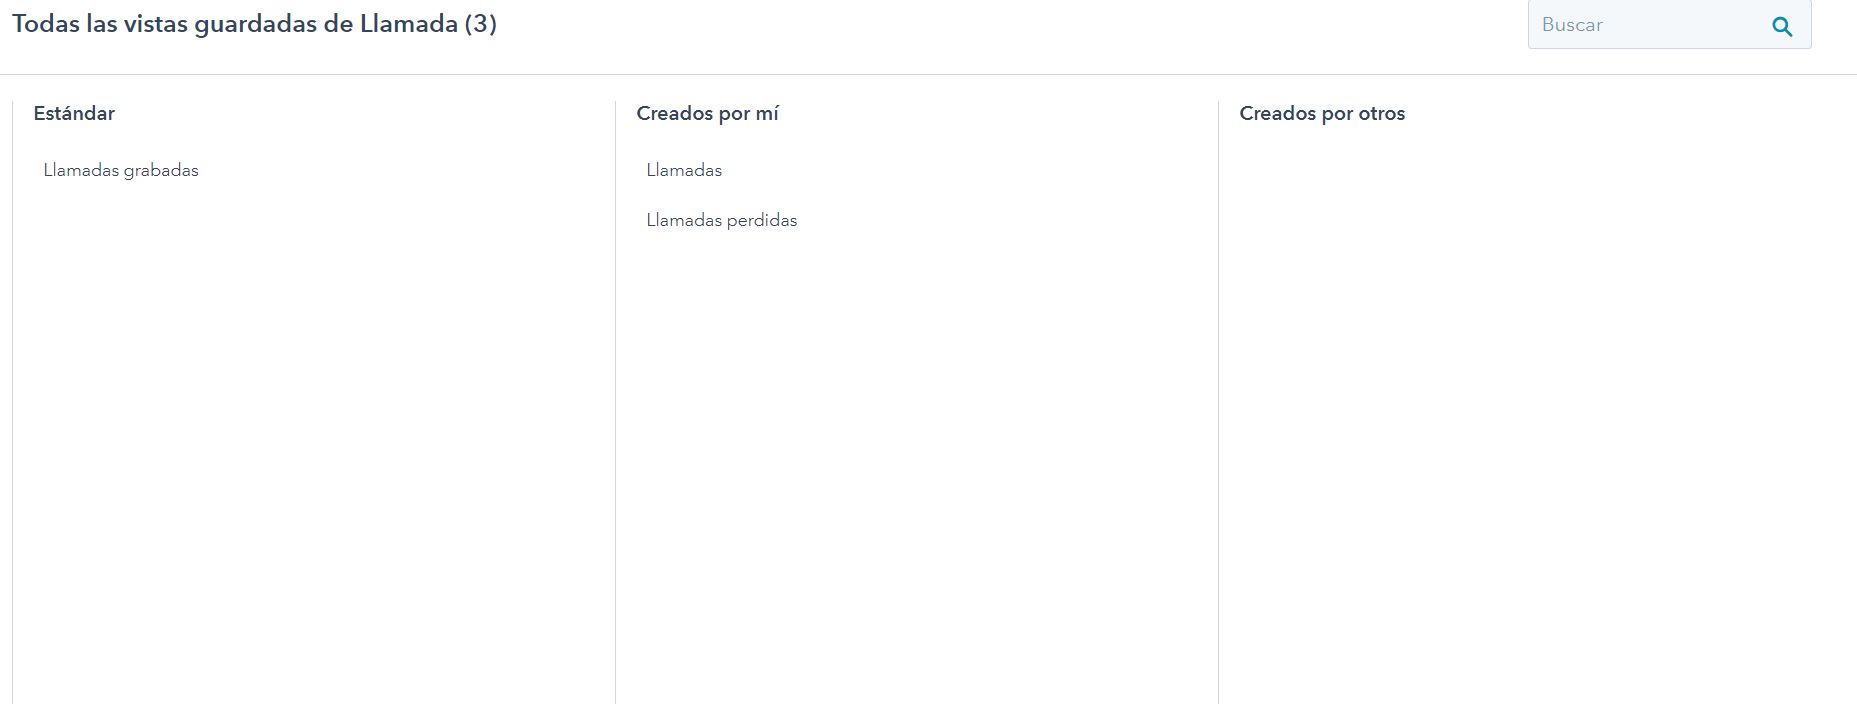 Todas las vistas guardadas de Llamada (3)
Buscar
Estándar
Llamadas grabadas
Creados por mí
Llamadas
Llamadas perdidas
Creados por otros